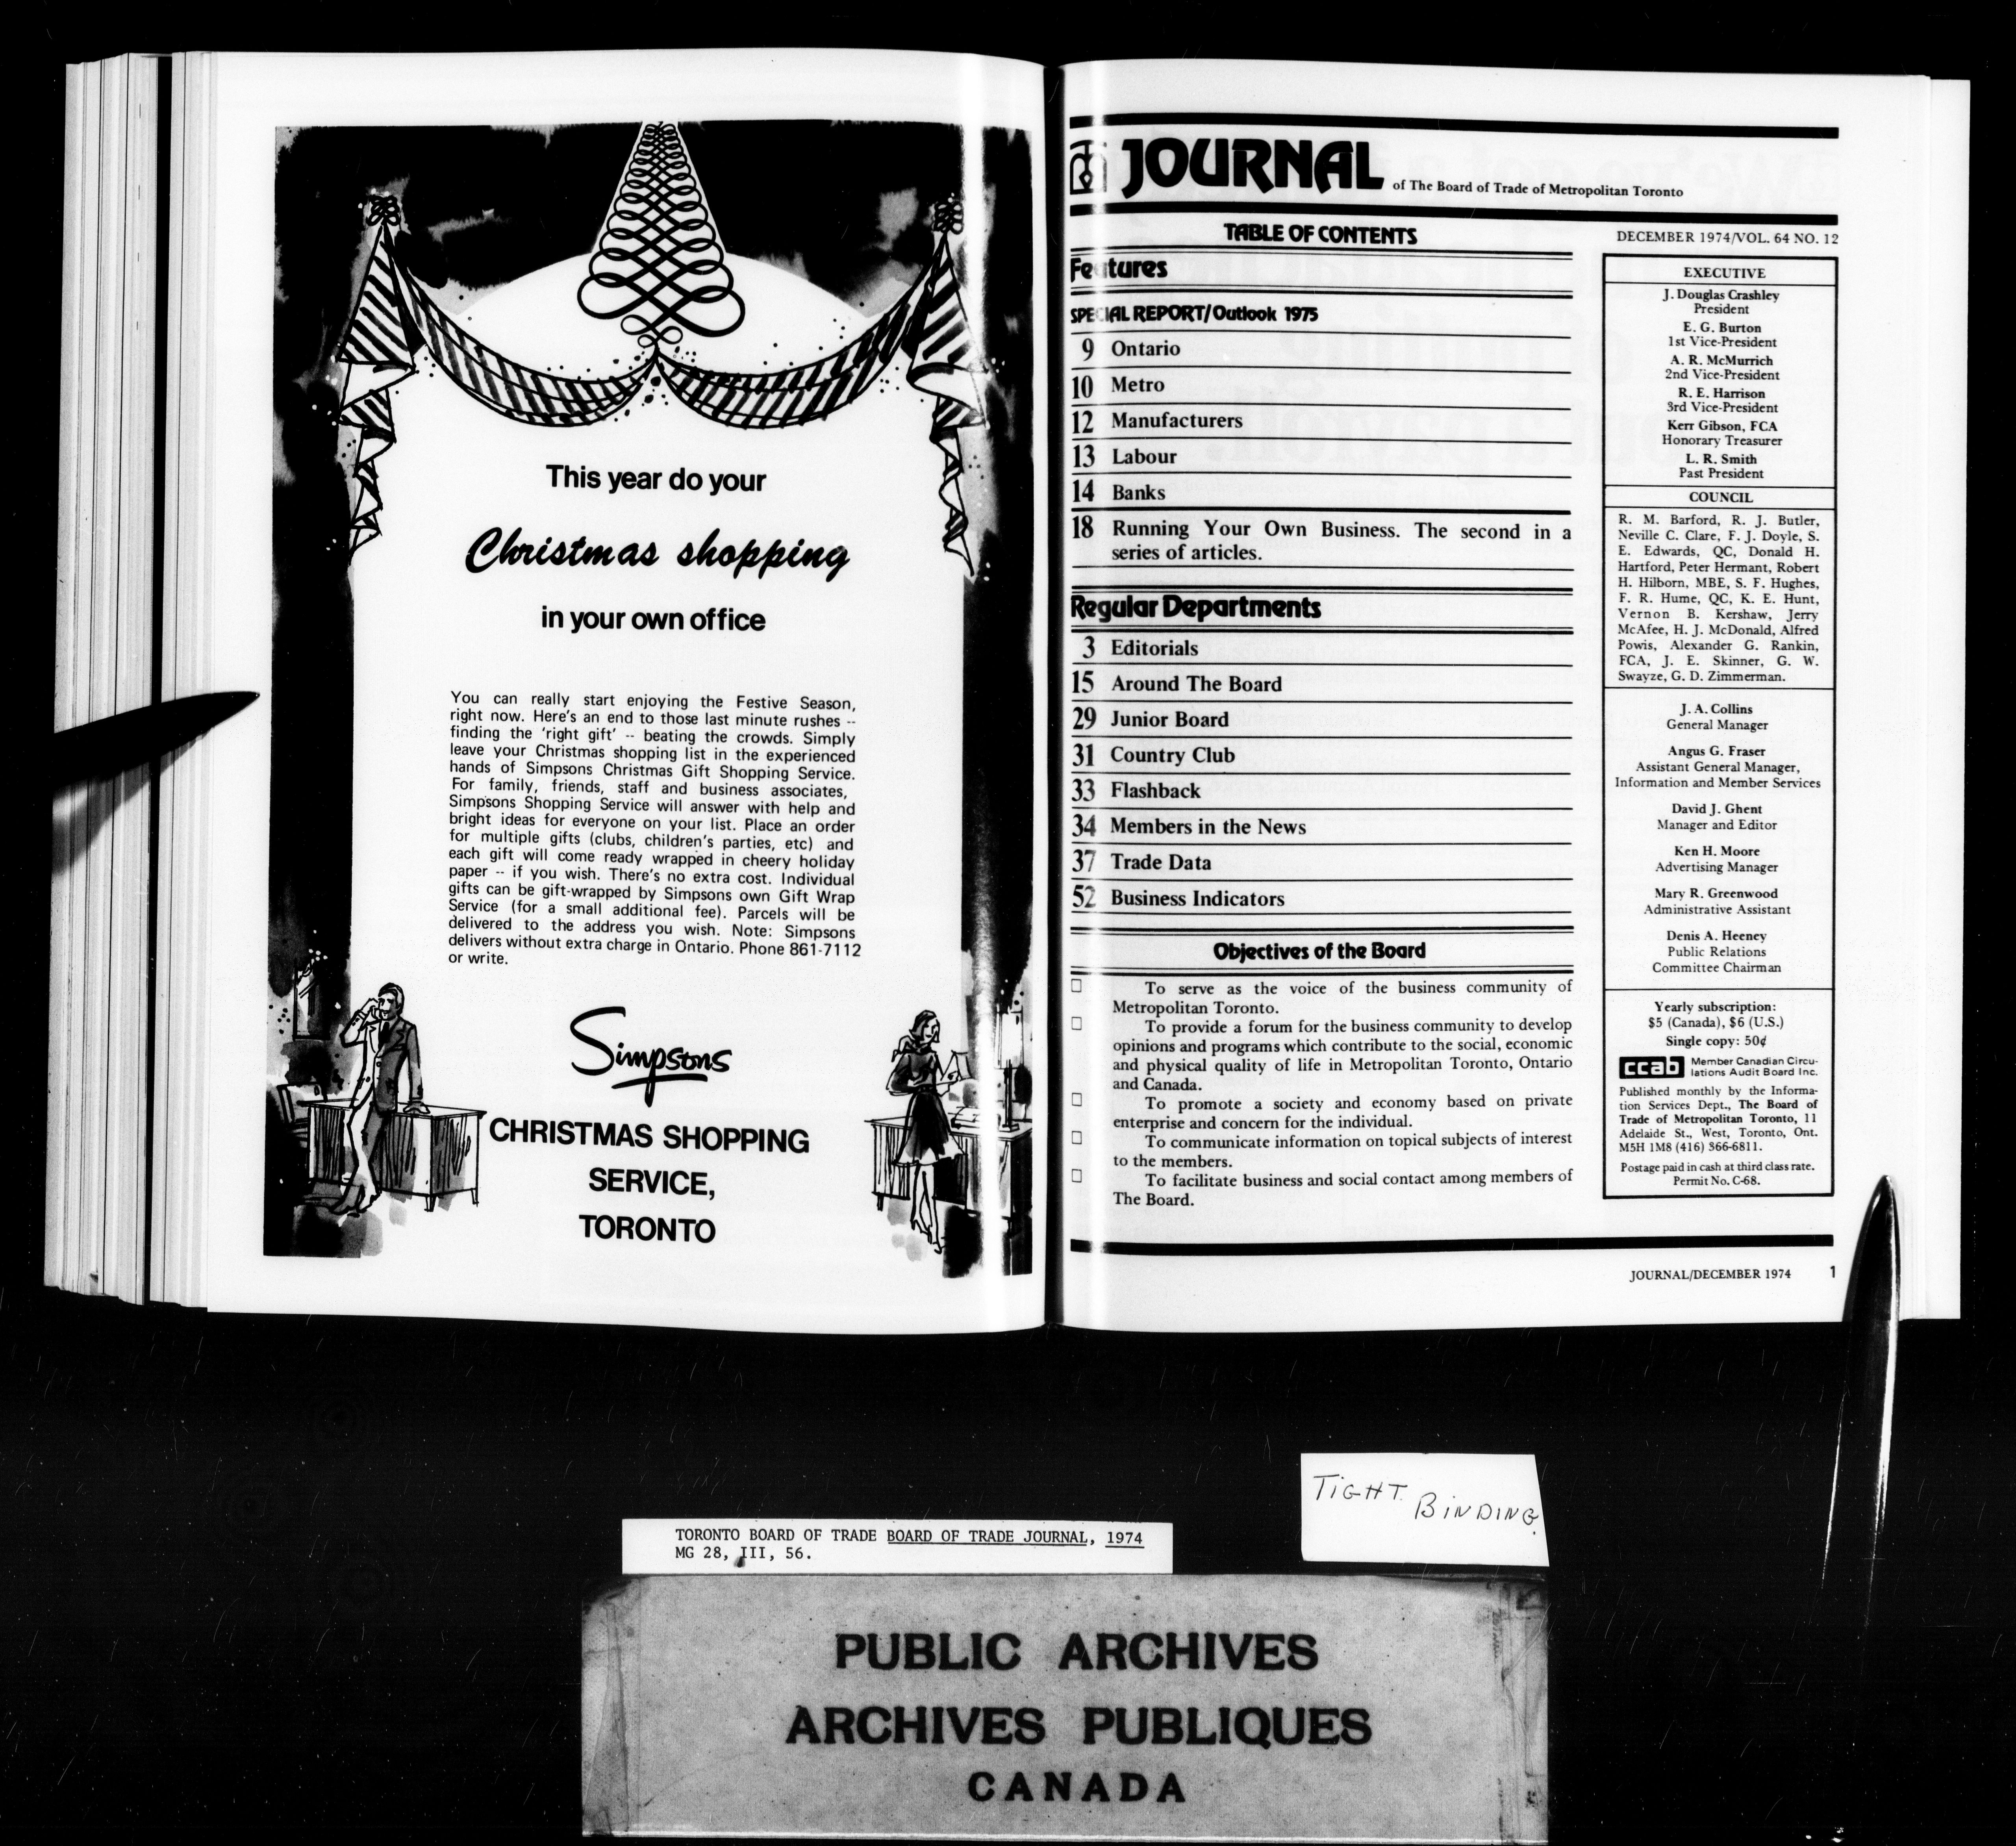 This year do your
Christmas shopping
in your own office
You can really start enjoying the Festive Season,
right now. Here's an end to those last minute rushes --
finding the 'right gift' -- beating the crowds. Simply
leave your Christmas shopping list in the experienced
hands of Simpsons Christmas Gift Shopping Service.
For family, friends, staff and business associates,
Simpsons Shopping Service will answer with help and
bright ideas for everyone on your list. Place an order
for multiple gifts (clubs, children's parties, etc) and
each gift will come ready wrapped in cheery holiday
paper -- if you wish. There's no extra cost. Individual
gifts can be gift-wrapped by Simpsons own Gift Wrap
Service (for a small additional fee). Parcels will be
delivered to the address you wish. Note: Simpsons
delivers without extra charge in Ontario. Phone 861-7112
or write.
Simpsons
CHRISTMAS SHOPPING
SERVICE,
TORONTO
JOURNAL of The Board of Trade of Metropolitan Toronto
TABLE OF CONTENTS
Features
SPECIAL REPORT/Outlook 1975
9 Ontario
10 Metro
12 Manufacturers
13 Labour
14 Banks
18 Running Your Own Business. The second in a
series of articles.
Regular Departments
3 Editorials
15 Around The Board
29 Junior Board
31 Country Club
33 Flashback
34 Members in the News
37 Trade Data
52 Business Indicators
Objectives of the Board
To serve as the voice of the business community of
Metropolitan Toronto.
To provide a forum for the business community to develop
opinions and programs which contribute to the social, economic
and physical quality of life in Metropolitan Toronto, Ontario
and Canada.
To promote a society and economy based on private
enterprise and concern for the individual.
To communicate information on topical subjects of interest
to the members.
To facilitate business and social contact among members of
The Board.
DECEMBER 1974/VOL. 64 NO. 12
EXECUTIVE
J. Douglas Crashley
President
E. G. Burton
1st Vice-President
A. R. McMurrich
2nd Vice-President
R. E. Harrison
3rd Vice-President
Kerr Gibson, FCA
Honorary Treasurer
L. R. Smith
Past President
COUNCIL
R. M. Barford, R. J. Butler,
Neville C. Clare, F. J. Doyle, S.
E. Edwards, QC, Donald H.
Hartford, Peter Hermant, Robert
H. Hilborn, MBE, S. F. Hughes,
F. R. Hume, QC, K. E. Hunt,
Vernon B. Kershaw, Jerry
McAfee, H. J. McDonald, Alfred
Powis, Alexander G. Rankin,
FCA, J. E. Skinner, G. W.
Swayze, G. D. Zimmerman.
J. A. Collins
General Manager
Angus G. Fraser
Assistant General Manager,
Information and Member Services
David J. Ghent
Manager and Editor
Ken H. Moore
Advertising Manager
Mary R. Greenwood
Administrative Assistant
Denis A. Heeney
Public Relations
Committee Chairman
Yearly subscription:
$5 (Canada), $6 (U.S.)
Single copy: 50¢
ccab Member Canadian Circu-
lations Audit Board Inc.
Published monthly by the Informa-
tion Services Dept., The Board of
Trade of Metropolitan Toronto, 11
Adelaide St., West, Toronto, Ont.
M5H 1M8 (416) 366-6811.
Postage paid in cash at third class rate.
Permit No. C-68.
JOURNAL/DECEMBER 1974 1
TIGHT BINDING.
TORONTO BOARD OF TRADE BOARD OF TRADE JOURNAL, 1974
MG 28, III, 56.
PUBLIC ARCHIVES
ARCHIVES PUBLIQUES
CANADA